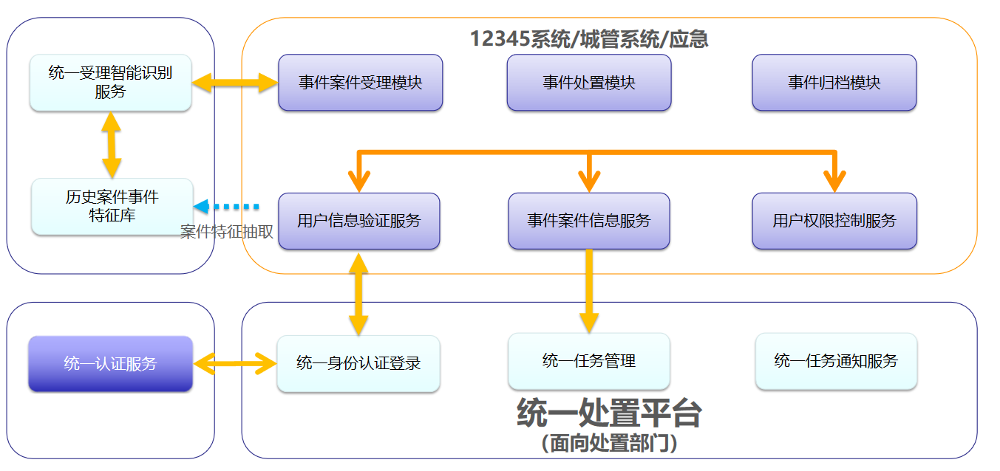 12345系统/城管系统/应急
统一受理智能识别
服务
事件案件受理模块
事件处置模块
事件归档模块
历史案件事件
特征库
案件特征抽取
用户信息验证服务
事件案件信息服务
用户权限控制服务
统一认证服务
统一身份认证登录
统一任务管理
统一任务通知服务
统一处置平台
（面向处置部门）